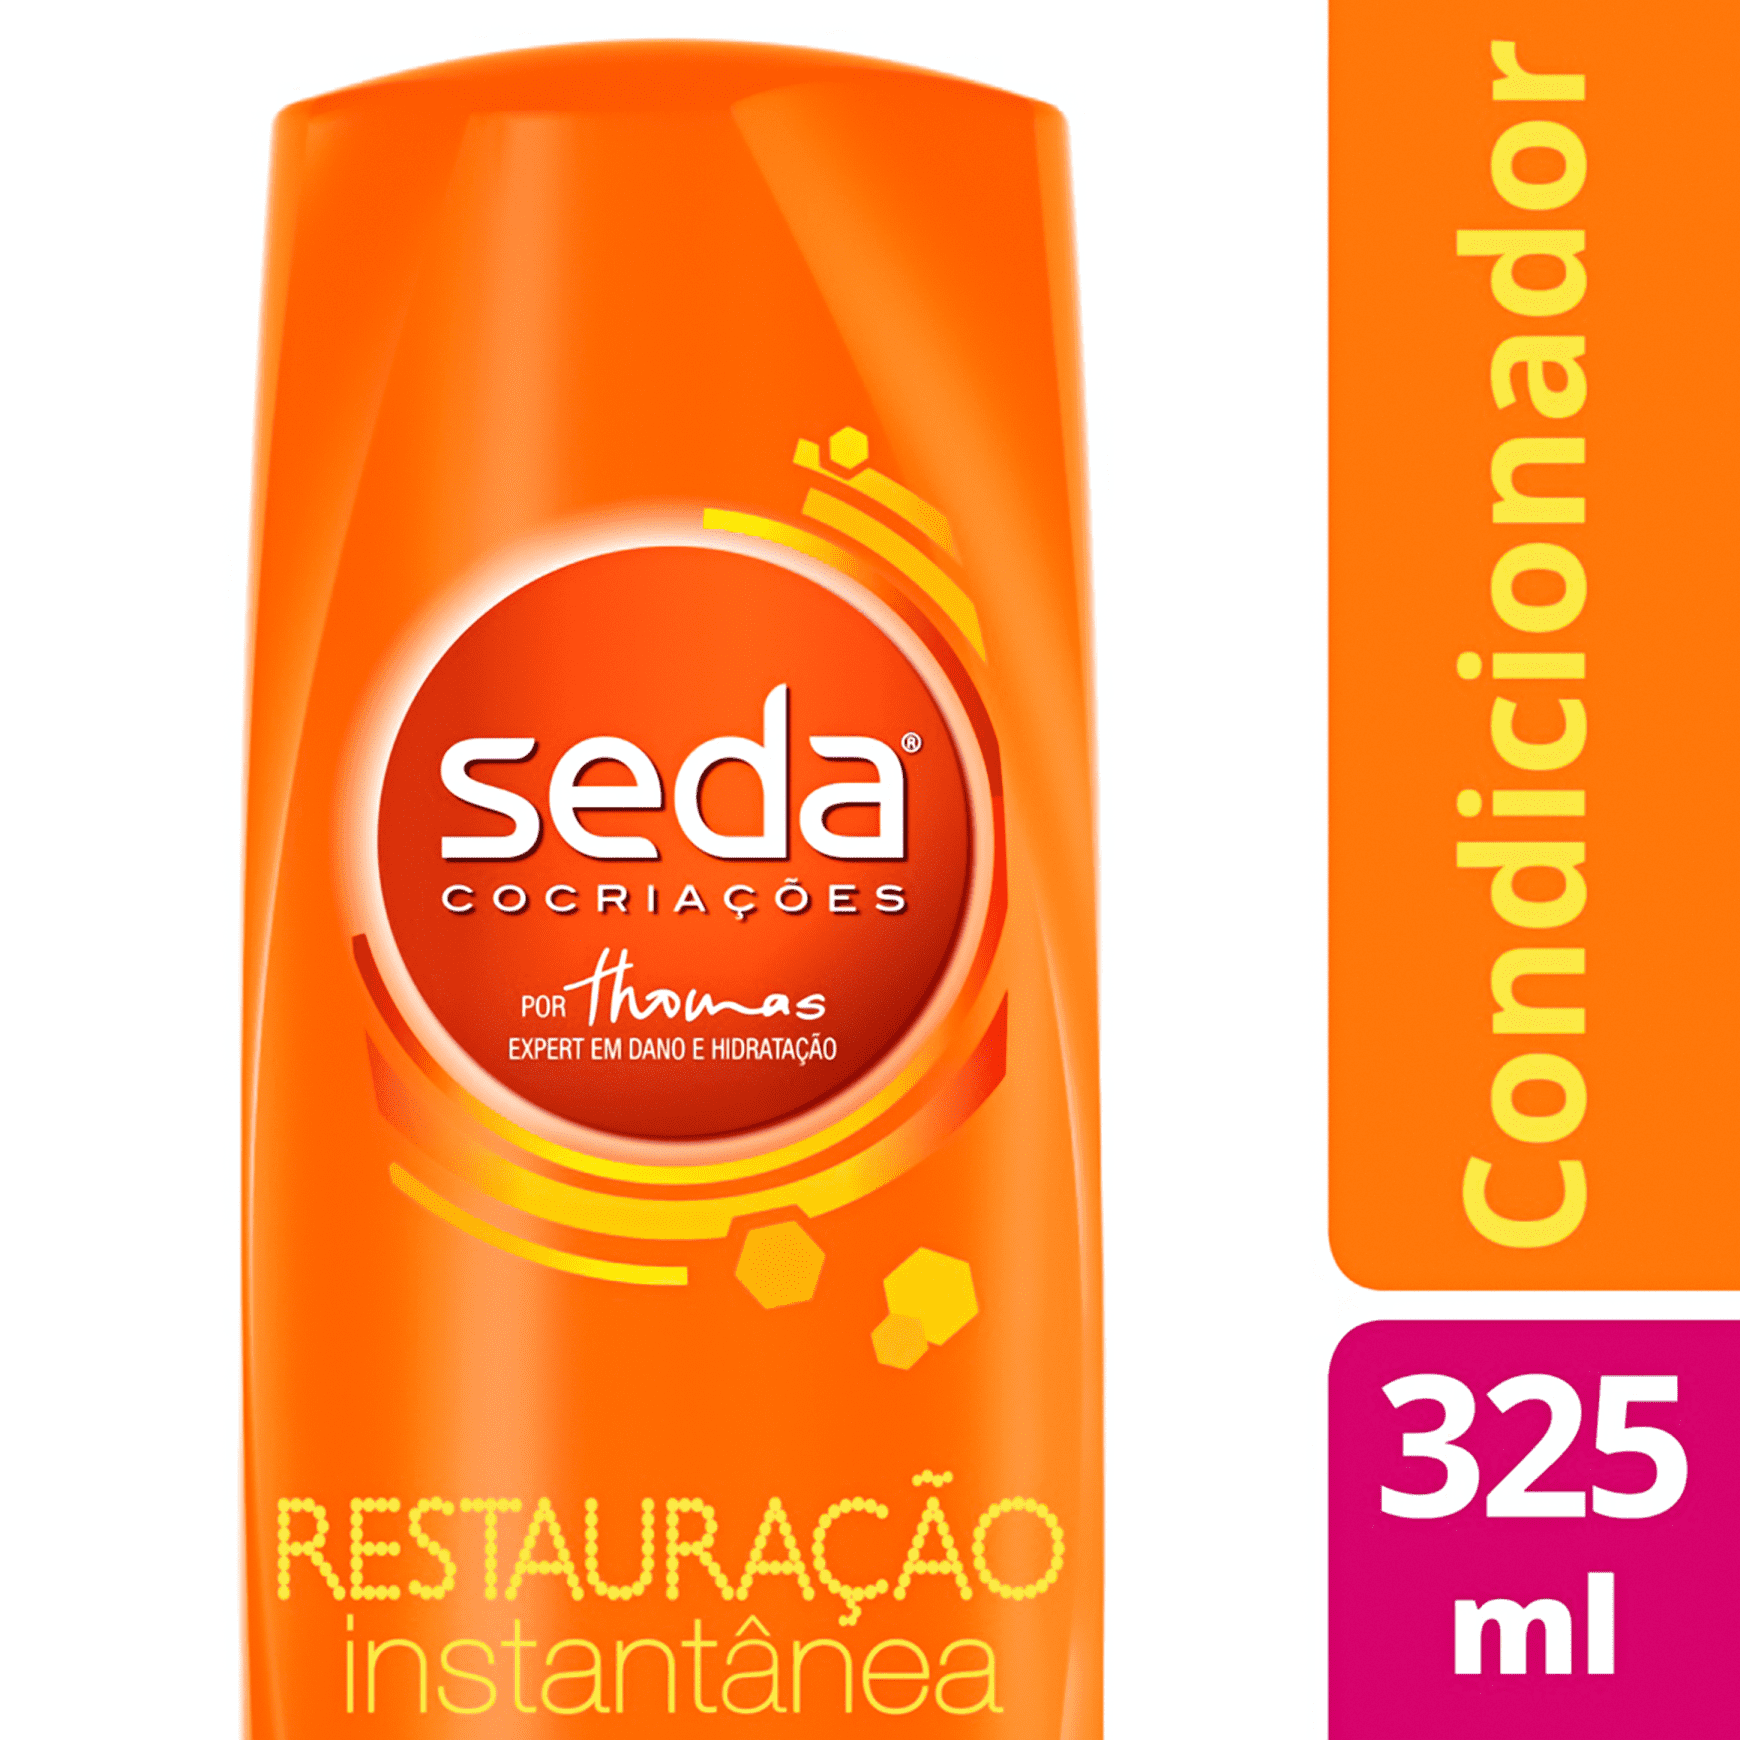 seda®
COCRIAÇÕES
POR Thomas
EXPERT EM DANO E HIDRATAÇÃO
RESTAURAÇÃO
instantânea
Condicionador
325
ml